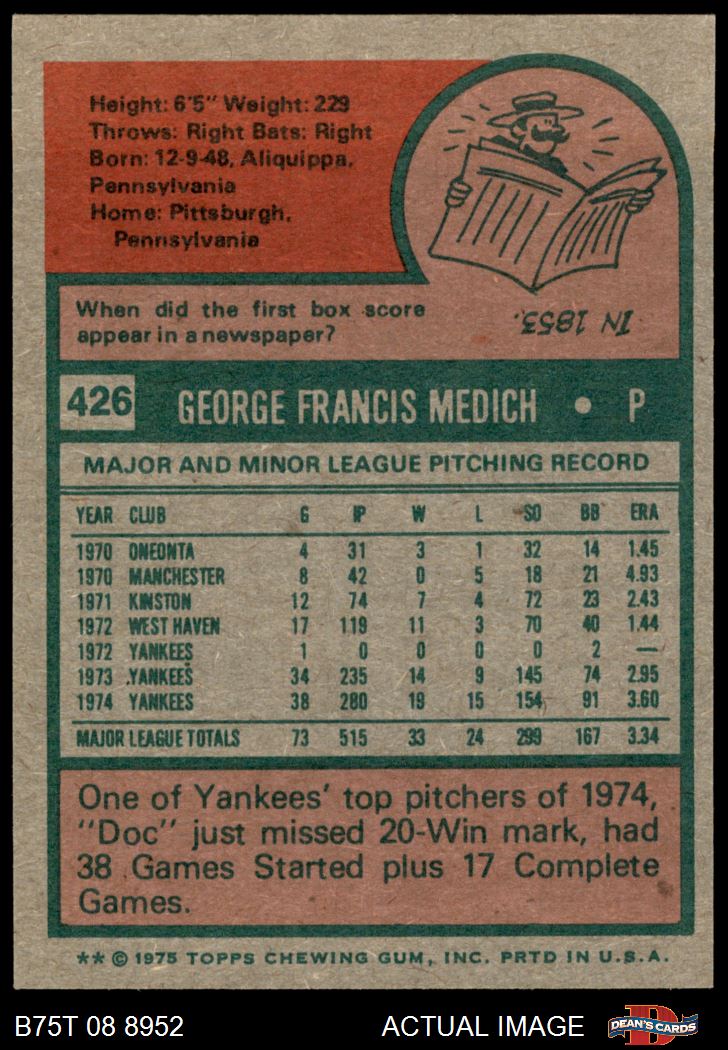 Height: 6'5" Weight: 229
Throws: Right Bats: Right
Born: 12-9-48, Aliquippa,
Pennsylvania
Home: Pittsburgh,
Pennsylvania
When did the first box score
appear in a newspaper?
IN 1853.
426 GEORGE FRANCIS MEDICH • P
MAJOR AND MINOR LEAGUE PITCHING RECORD
YEAR CLUB G IP W L SO BB ERA
1970 ONEONTA 4 31 3 1 32 14 1.45
1970 MANCHESTER 8 42 0 5 18 21 4.93
1971 KINSTON 12 74 7 4 72 23 2.43
1972 WEST HAVEN 17 119 11 3 70 40 1.44
1972 YANKEES 1 0 0 0 0 2 —
1973 YANKEES 34 235 14 9 145 74 2.95
1974 YANKEES 38 280 19 15 154 91 3.60
MAJOR LEAGUE TOTALS 73 515 33 24 299 167 3.34
One of Yankees' top pitchers of 1974,
"Doc" just missed 20-Win mark, had
38 Games Started plus 17 Complete
Games.
** © 1975 TOPPS CHEWING GUM, INC. PRTD IN U.S.A.
B75T 08 8952 ACTUAL IMAGE D DEAN'S CARDS